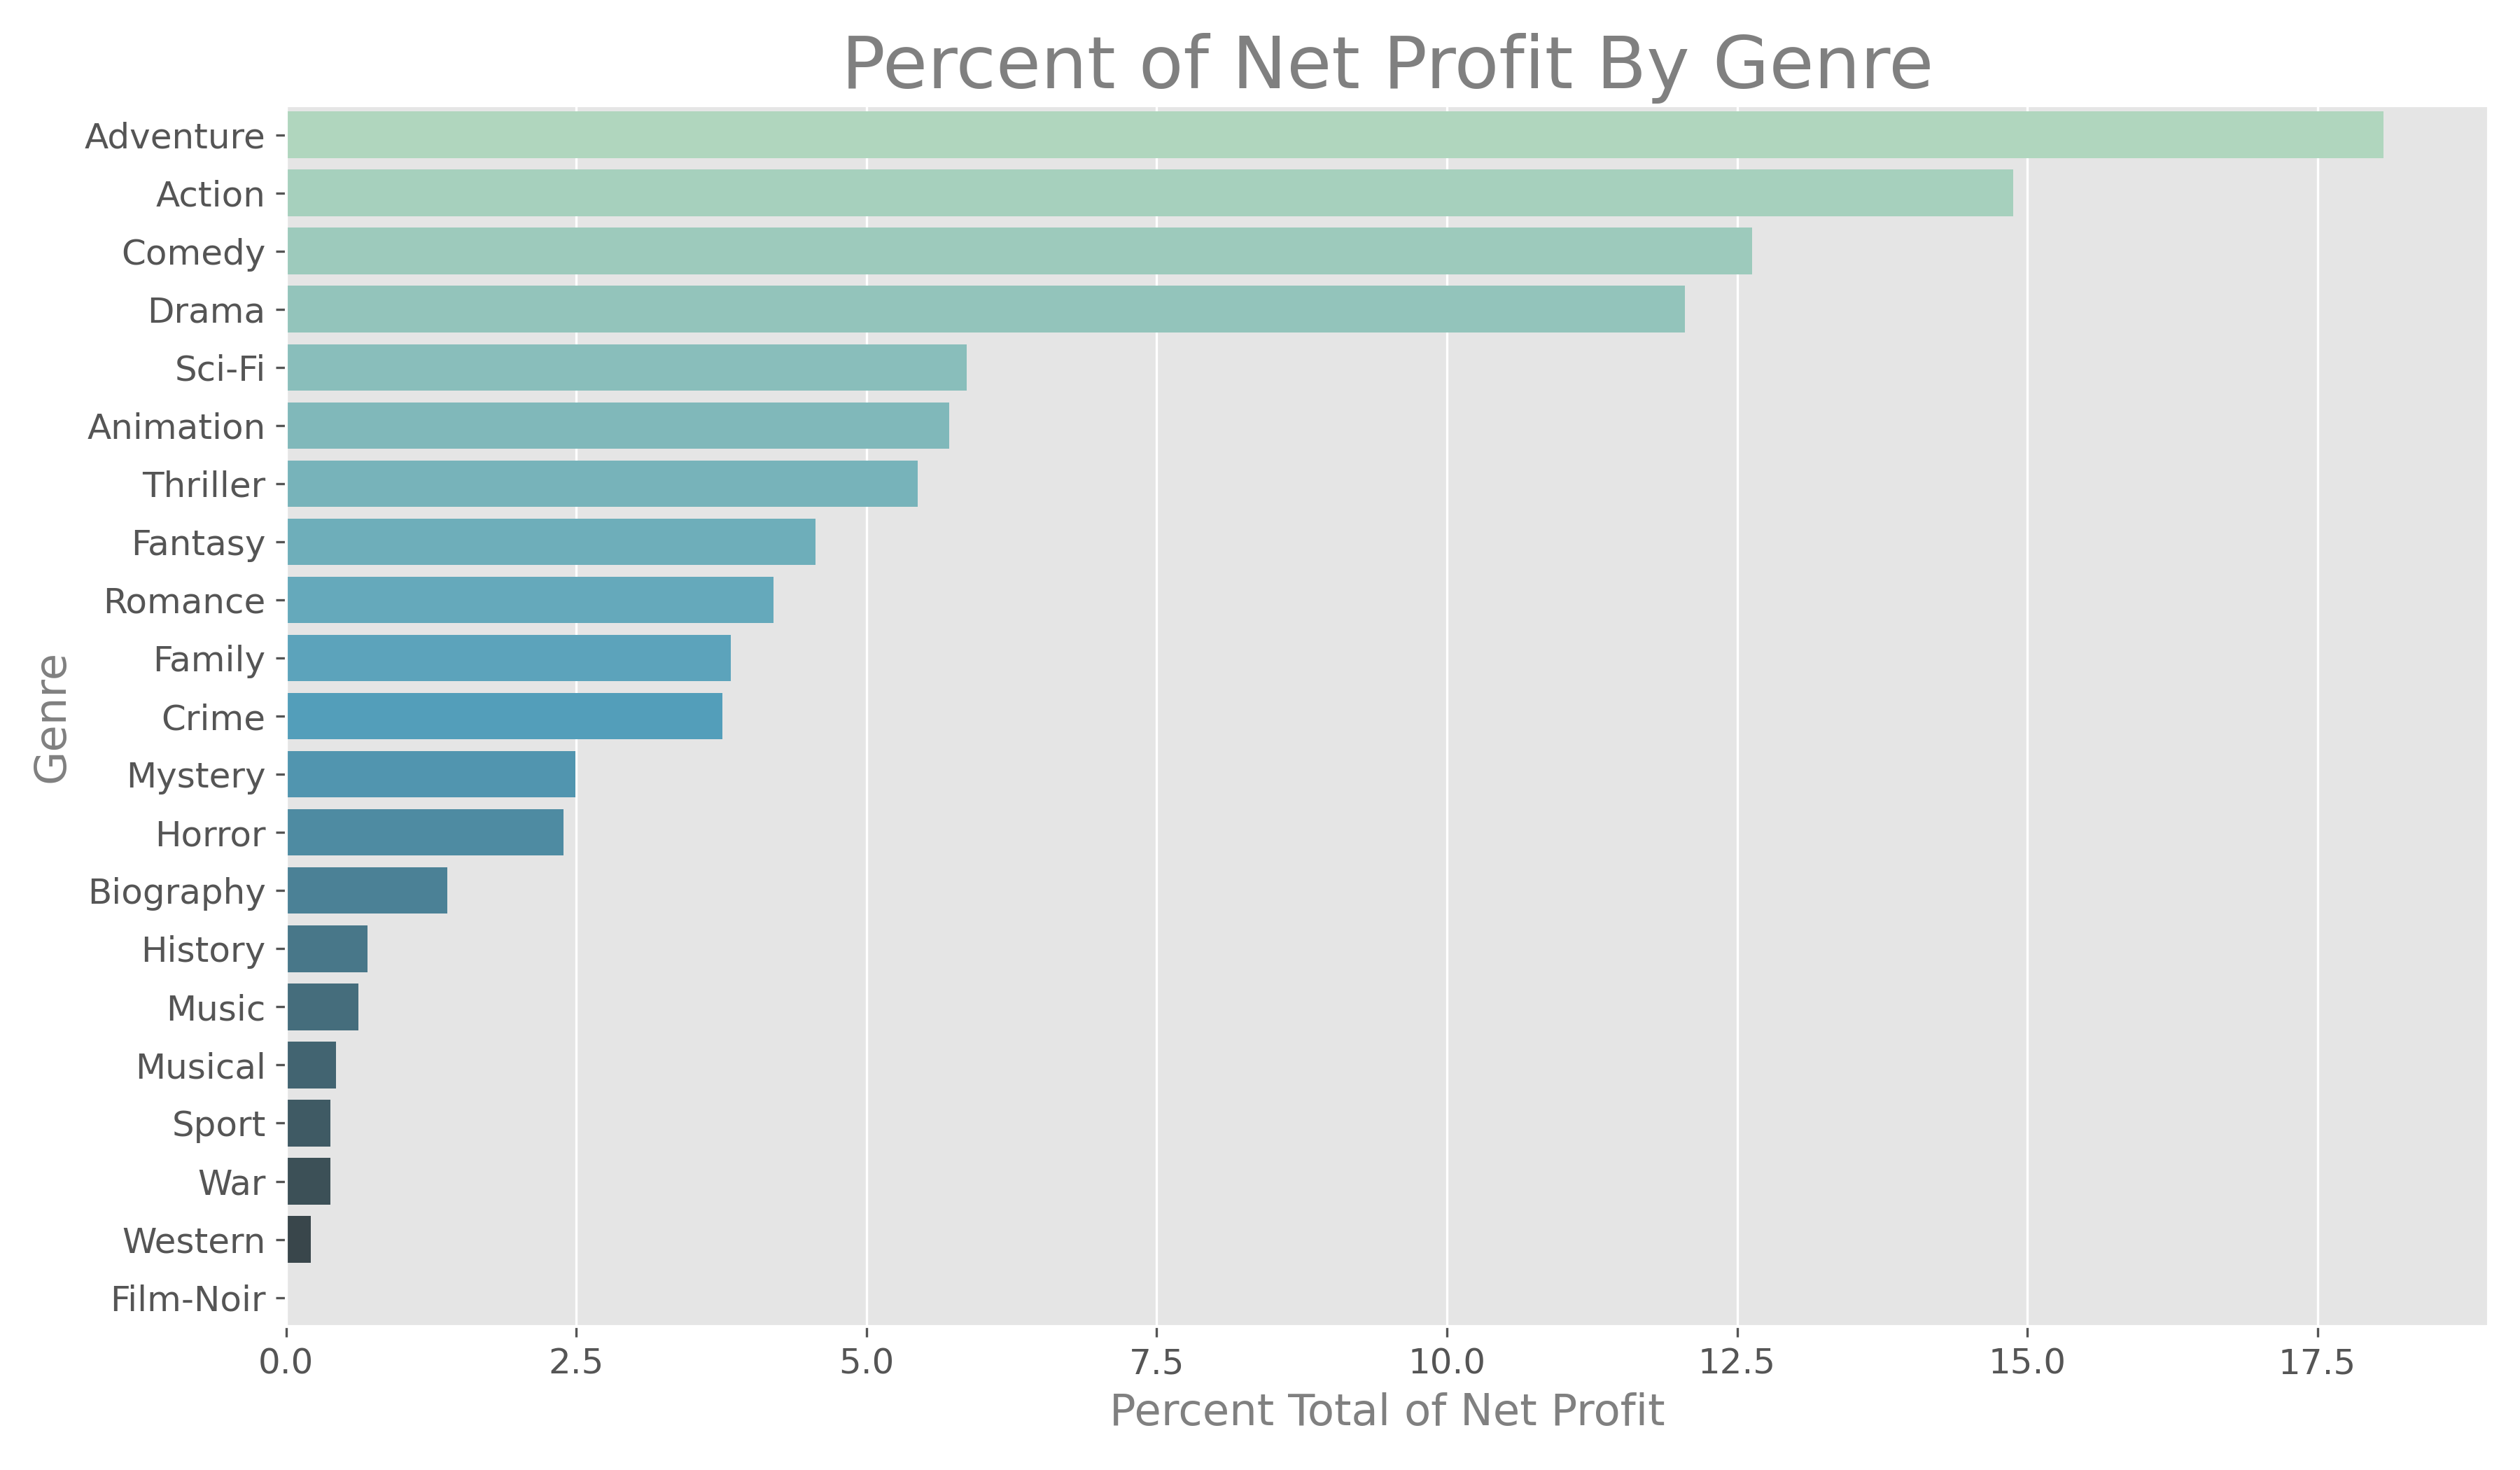 Percent of Net Profit By Genre
Adventure
Action
Comedy
Drama
Sci-Fi
Animation
Thriller
Fantasy
Romance
Family
Crime
Mystery
Horror
Biography
History
Music
Musical
Sport
War
Western
Film-Noir
Genre
0.0 2.5 5.0 7.5 10.0 12.5 15.0 17.5
Percent Total of Net Profit